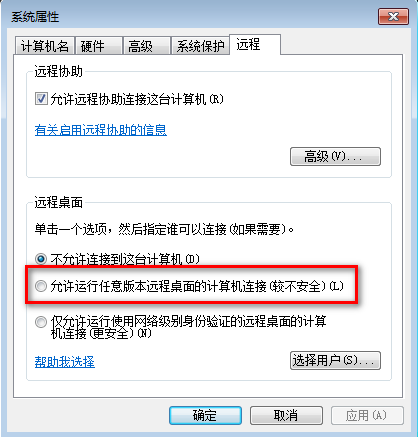 系统属性
计算机名 硬件 高级 系统保护 远程
远程协助
允许远程协助连接这台计算机(R)
有关启用远程协助的信息
高级(V)...
远程桌面
单击一个选项，然后指定谁可以连接(如果需要)。
不允许连接到这台计算机(D)
允许运行任意版本远程桌面的计算机连接(较不安全)(L)
仅允许运行使用网络级别身份验证的远程桌面的计算
机连接(更安全)(N)
帮助我选择 选择用户(S)...
确定 取消 应用(A)